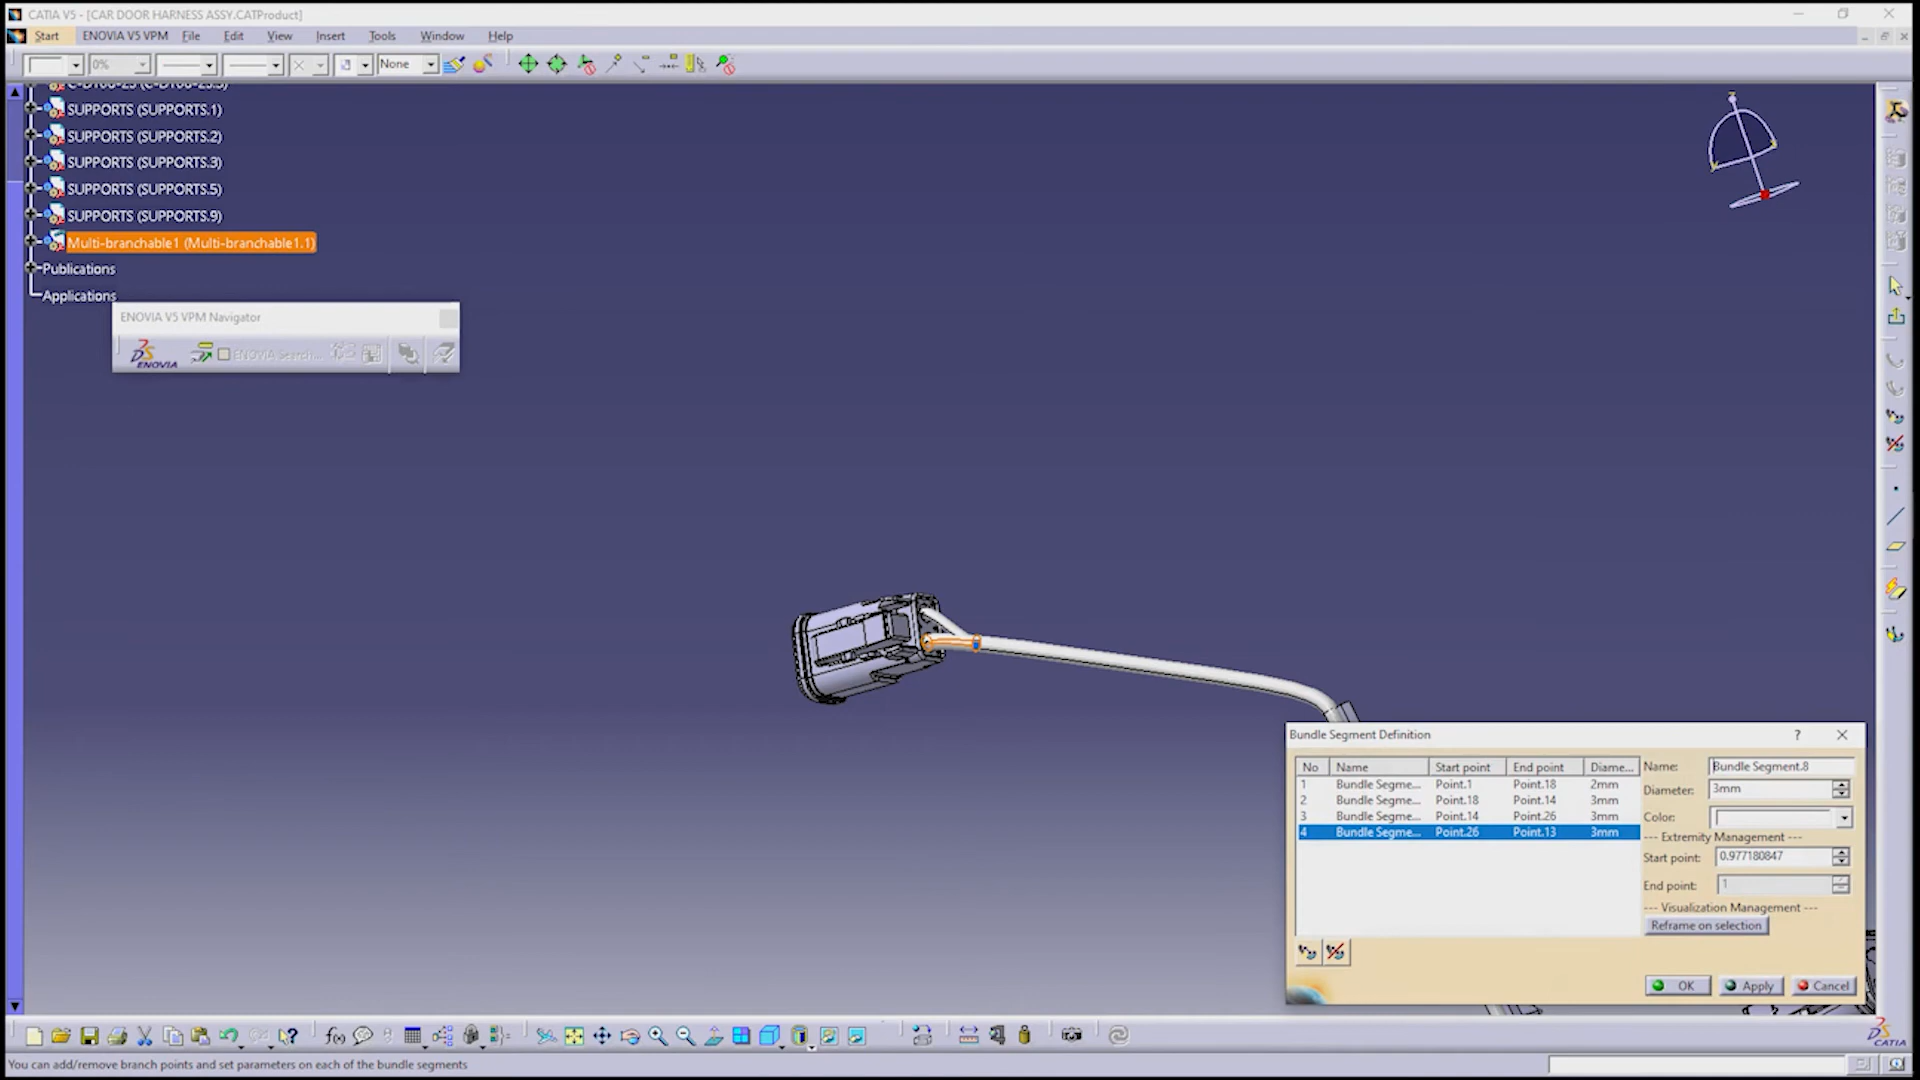 CATIA V5 - [CAR DOOR HARNESS ASSY.CATProduct]
Start ENOVIA V5 VPM File Edit View Insert Tools Window Help
0% None
SUPPORTS (SUPPORTS.1)
SUPPORTS (SUPPORTS.2)
SUPPORTS (SUPPORTS.3)
SUPPORTS (SUPPORTS.5)
SUPPORTS (SUPPORTS.9)
Multi-branchable1 (Multi-branchable1.1)
Publications
Applications
ENOVIA V5 VPM Navigator
ENOVIA ENOVIA Search...
Bundle Segment Definition ?
No Name Start point End point Diame...
1 Bundle Segme... Point.1 Point.18 2mm
2 Bundle Segme... Point.18 Point.14 3mm
3 Bundle Segme... Point.14 Point.26 3mm
4 Bundle Segme... Point.26 Point.13 3mm
Name: Bundle Segment.8
Diameter: 3mm
Color:
--- Extremity Management ---
Start point: 0.977180847
End point: 1
--- Visualization Management ---
Reframe on selection
OK Apply Cancel
f(x)
CATIA
You can add/remove branch points and set parameters on each of the bundle segments